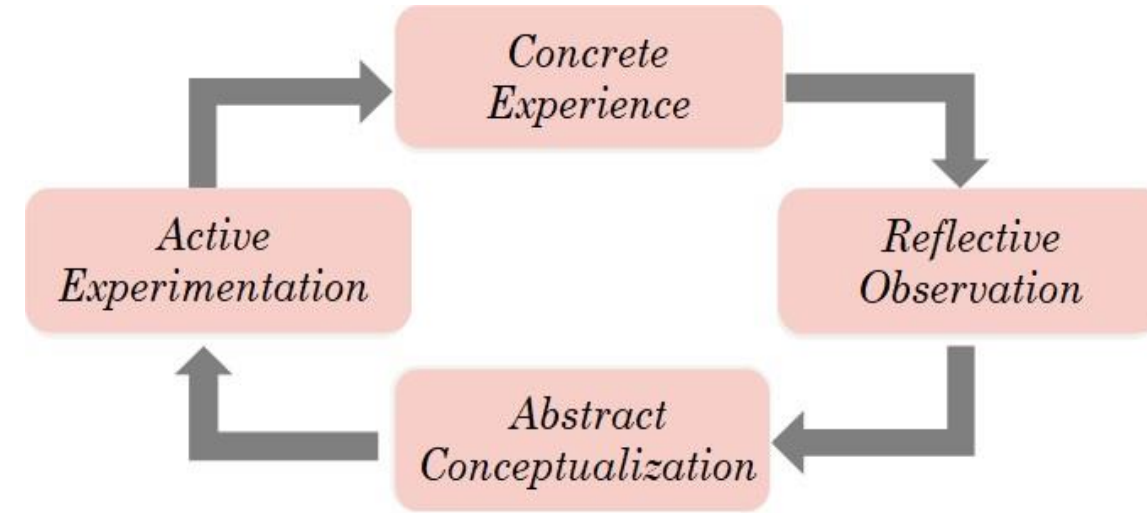 Concrete
Experience
Reflective
Observation
Abstract
Conceptualization
Active
Experimentation